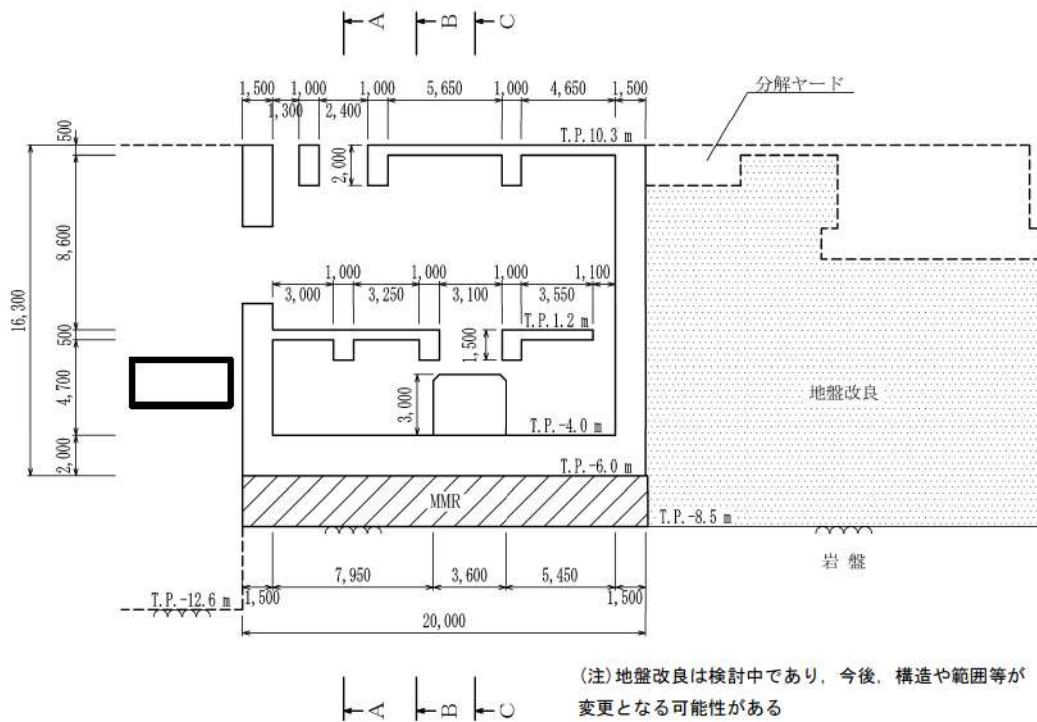 A B C
1,500 1,000 1,000 5,650 1,000 4,650 1,500
1,300 2,400
分解ヤード
500
T.P.10.3 m
2,000
8,600
16,300
1,000 1,000 1,000 1,100
3,000 3,250 3,100 3,550
500
T.P.1.2 m
1,500
4,700
3,000
地盤改良
T.P.-4.0 m
2,000
T.P.-6.0 m
MMR
T.P.-8.5 m
岩 盤
7,950 3,600 5,450
T.P.-12.6 m
1,500 1,500
20,000
(注)地盤改良は検討中であり，今後，構造や範囲等が
変更となる可能性がある
A B C